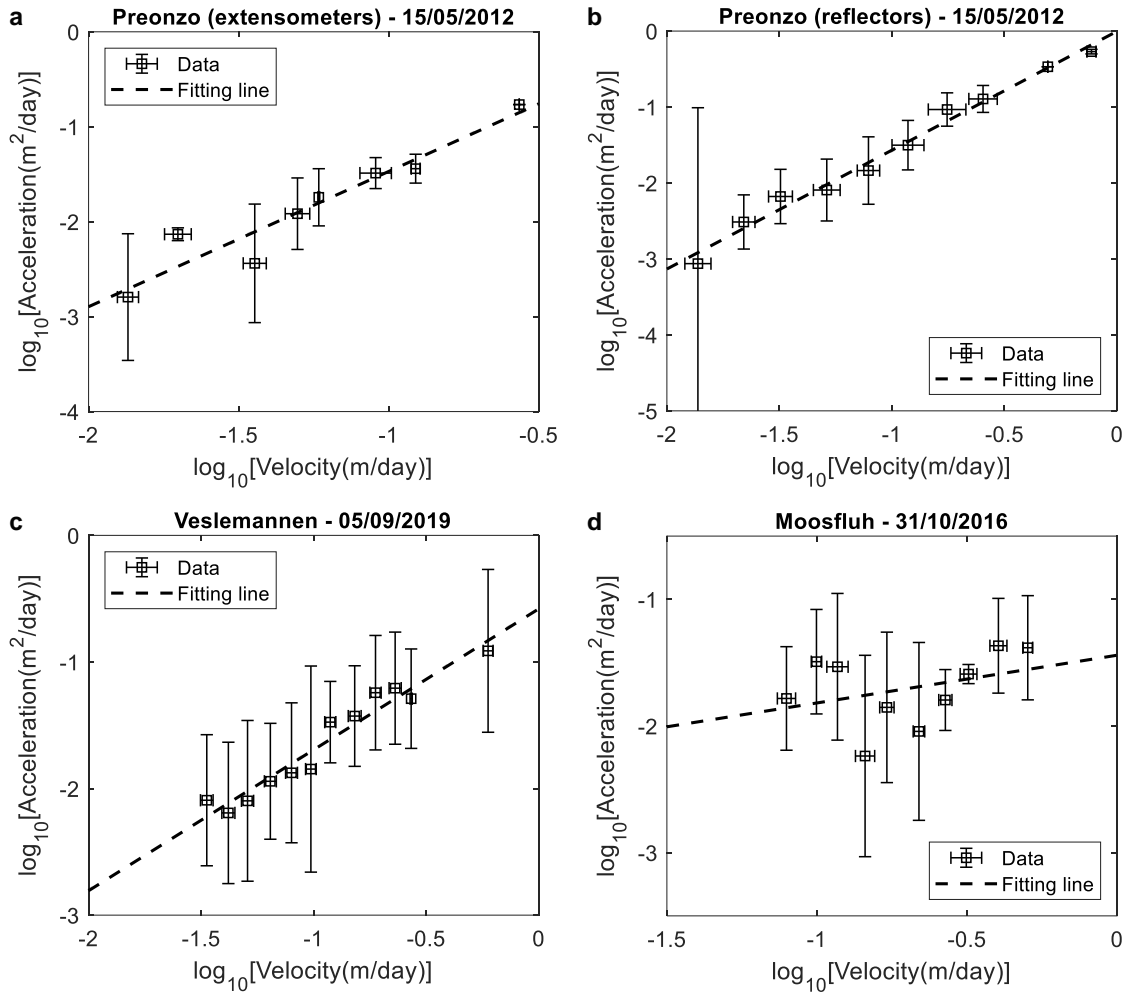 a
Preonzo (extensometers) - 15/05/2012
0
-1
-2
-3
-4
log10[Acceleration(m²/day)]
Data
Fitting line
-2
-1.5
-1
-0.5
log10[Velocity(m/day)]
b
Preonzo (reflectors) - 15/05/2012
0
-1
-2
-3
-4
-5
log10[Acceleration(m²/day)]
Data
Fitting line
-2
-1.5
-1
-0.5
0
log10[Velocity(m/day)]
c
Veslemannen - 05/09/2019
0
-1
-2
-3
log10[Acceleration(m²/day)]
Data
Fitting line
-2
-1.5
-1
-0.5
0
log10[Velocity(m/day)]
d
Moosfluh - 31/10/2016
-1
-2
-3
log10[Acceleration(m²/day)]
Data
Fitting line
-1.5
-1
-0.5
0
log10[Velocity(m/day)]